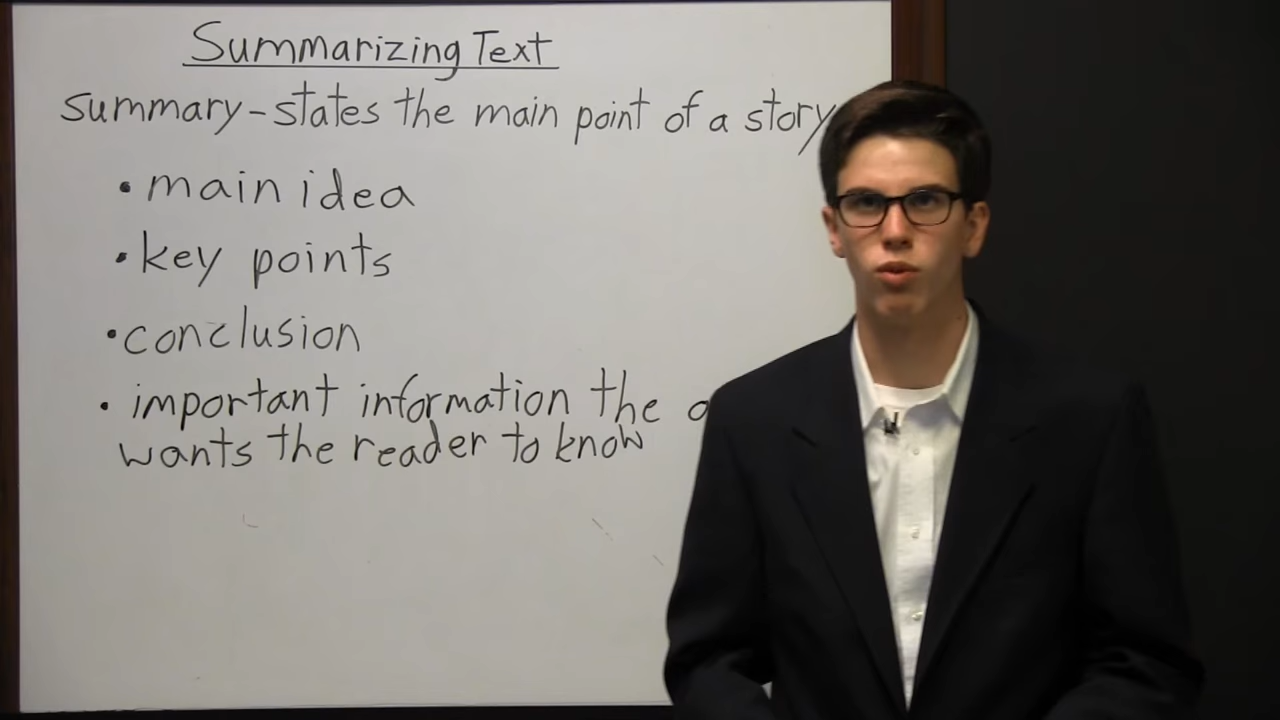 Summarizing Text
summary - states the main point of a story
• main idea
• key points
• conclusion
• important information the
wants the reader to know